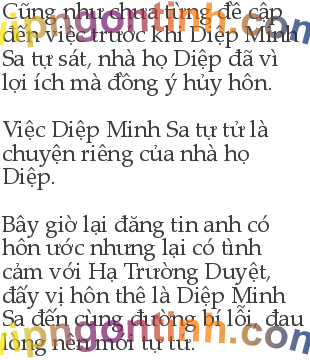 Cũng như chưa từng đề cập
đến việc trước khi Diệp Minh
Sa tự sát, nhà họ Diệp đã vì
lợi ích mà đồng ý hủy hôn.
Việc Diệp Minh Sa tự tử là
chuyện riêng của nhà họ
Diệp.
Bây giờ lại đăng tin anh có
hôn ước nhưng lại có tình
cảm với Hạ Trường Duyệt,
đẩy vị hôn thê là Diệp Minh
Sa đến cùng đường bí lối, đau
lòng nên mới tự tử.
vipngontinh.com
vipngontinh.com